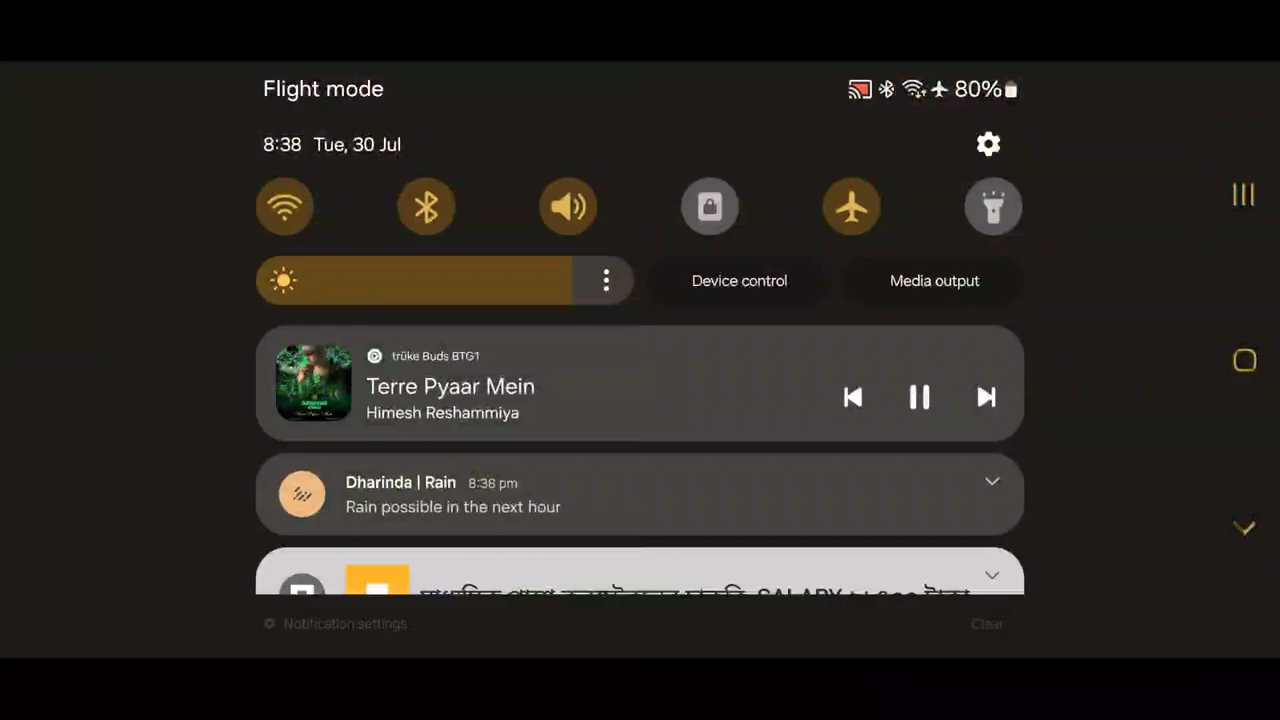 Flight mode
80%
8:38 Tue, 30 Jul
Device control
Media output
trüke Buds BTG1
Terre Pyaar Mein
Himesh Reshammiya
Dharinda | Rain 8:38 pm
Rain possible in the next hour
SALARY
Notification settings
Clear